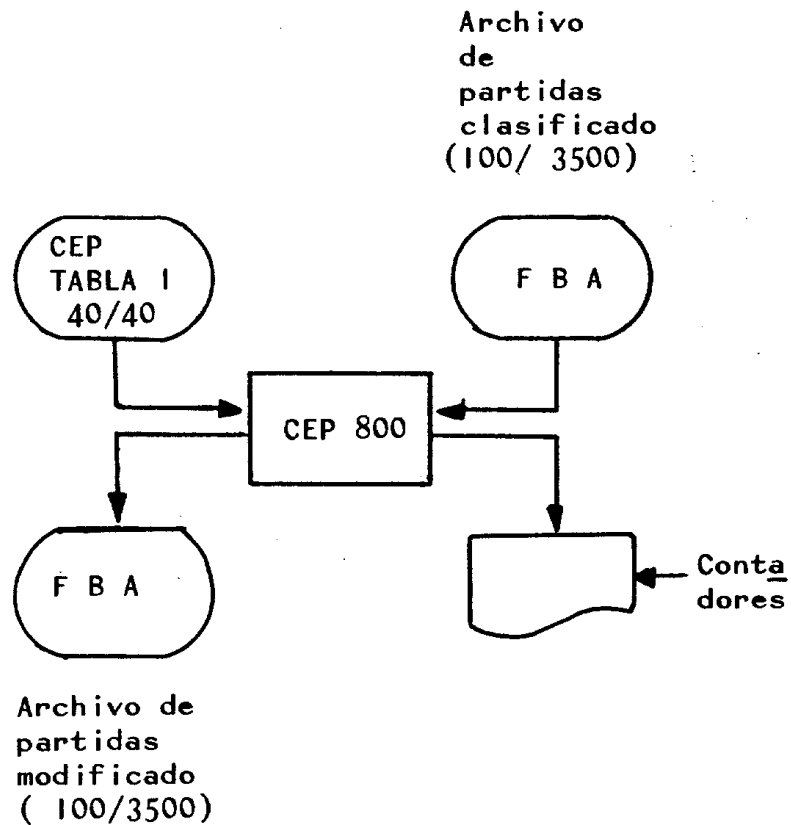 Archivo
de
partidas
clasificado
(100/ 3500)
CEP
TABLA I
40/40
F B A
CEP 800
F B A
Conta
dores
Archivo de
partidas
modificado
( 100/3500)